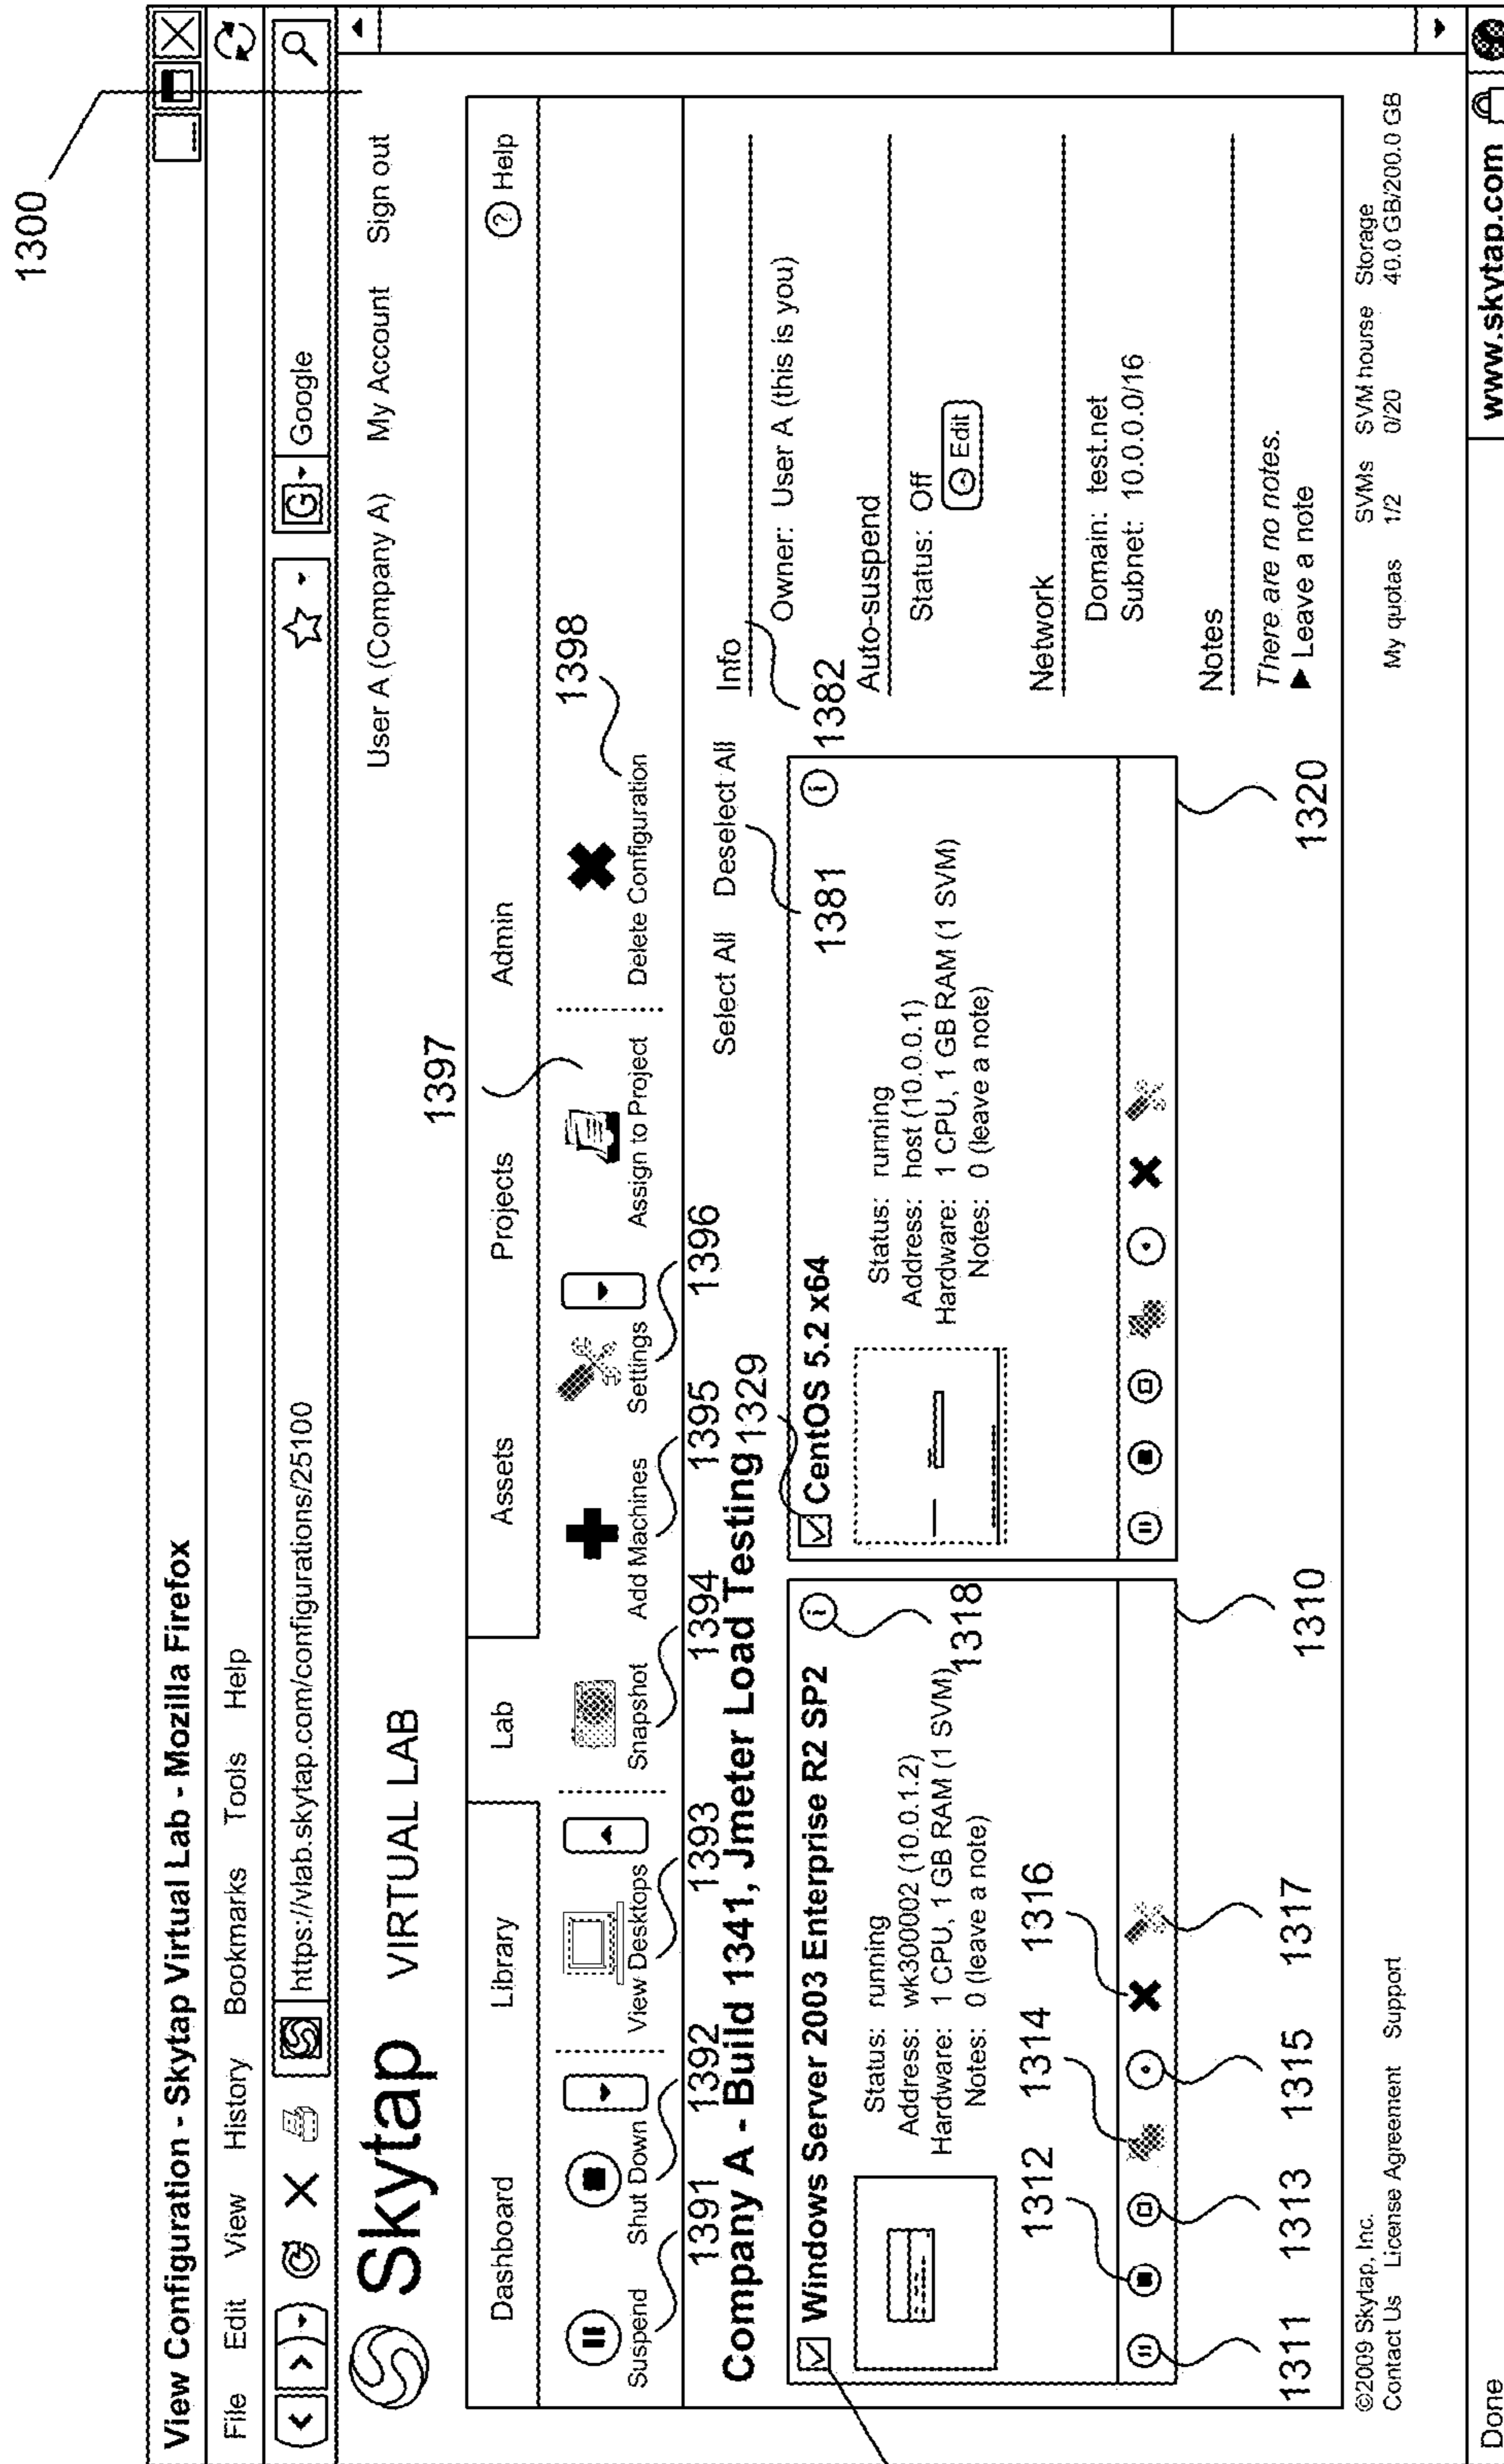 1300
View Configuration - Skytap Virtual Lab - Mozilla Firefox
File Edit View History Bookmarks Tools Help
https://vlab.skytap.com/configurations/25100
G Google
Skytap VIRTUAL LAB
User A (Company A) My Account Sign out
1397
Dashboard Library Lab Assets Projects Admin ? Help
1398
Suspend Shut Down View Desktops Snapshot Add Machines Settings Assign to Project Delete Configuration
1391 1392 1393 1394 1395 1396
Company A - Build 1341, Jmeter Load Testing
1329
Select All Deselect All
1381
1382
Windows Server 2003 Enterprise R2 SP2
i
Status: running
Address: wk300002 (10.0.1.2)
Hardware: 1 CPU, 1 GB RAM (1 SVM)
Notes: 0 (leave a note)
1318
1312 1314 1316
1311 1313 1315 1317
1310
CentOS 5.2 x64
i
Status: running
Address: host (10.0.0.1)
Hardware: 1 CPU, 1 GB RAM (1 SVM)
Notes: 0 (leave a note)
1320
Info
Owner: User A (this is you)
Auto-suspend
Status: Off
Edit
Network
Domain: test.net
Subnet: 10.0.0.0/16
Notes
There are no notes.
Leave a note
©2009 Skytap, Inc.
Contact Us License Agreement Support
My quotas
SVMs
1/2
SVM hourse
0/20
Storage
40.0 GB/200.0 GB
Done
www.skytap.com